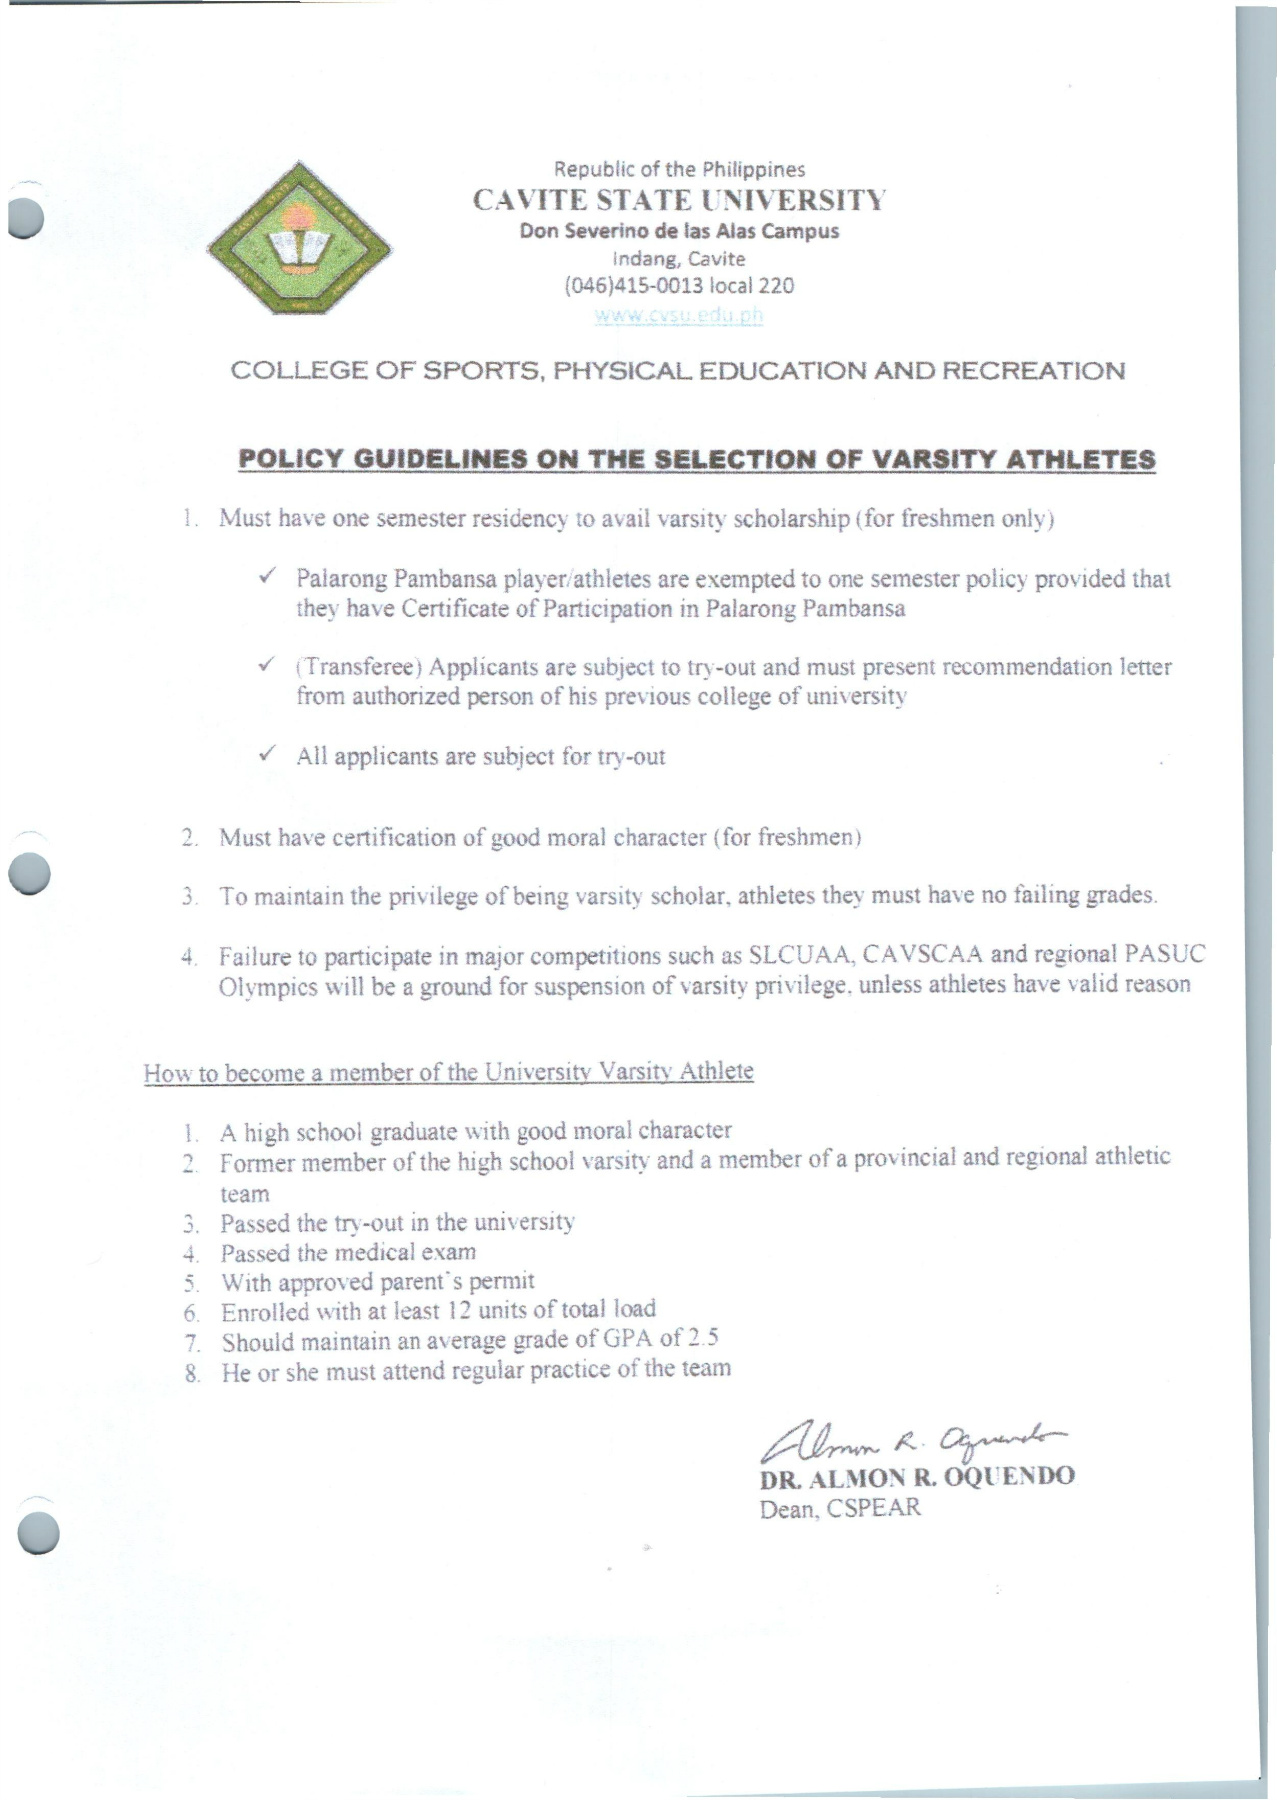 Republic of the Philippines
CAVITE STATE UNIVERSITY
Don Severino de las Alas Campus
Indang, Cavite
(046)415-0013 local 220
www.cvsu.edu.ph
COLLEGE OF SPORTS, PHYSICAL EDUCATION AND RECREATION
POLICY GUIDELINES ON THE SELECTION OF VARSITY ATHLETES
1. Must have one semester residency to avail varsity scholarship (for freshmen only)
✓ Palarong Pambansa player/athletes are exempted to one semester policy provided that
they have Certificate of Participation in Palarong Pambansa
✓ (Transferee) Applicants are subject to try-out and must present recommendation letter
from authorized person of his previous college of university
✓ All applicants are subject for try-out
2. Must have certification of good moral character (for freshmen)
3. To maintain the privilege of being varsity scholar, athletes they must have no failing grades.
4. Failure to participate in major competitions such as SLCUAA, CAVSCAA and regional PASUC
Olympics will be a ground for suspension of varsity privilege, unless athletes have valid reason
How to become a member of the University Varsity Athlete
1. A high school graduate with good moral character
2. Former member of the high school varsity and a member of a provincial and regional athletic
team
3. Passed the try-out in the university
4. Passed the medical exam
5. With approved parent's permit
6. Enrolled with at least 12 units of total load
7. Should maintain an average grade of GPA of 2.5
8. He or she must attend regular practice of the team
Almon R. Oquendo
DR. ALMON R. OQUENDO
Dean, CSPEAR